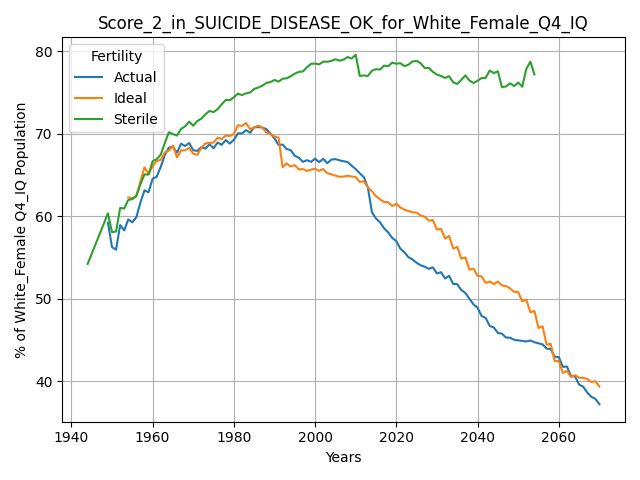 Score_2_in_SUICIDE_DISEASE_OK_for_White_Female_Q4_IQ
Fertility
Actual
Ideal
Sterile
% of White_Female Q4_IQ Population
80
70
60
50
40
1940
1960
1980
2000
2020
2040
2060
Years